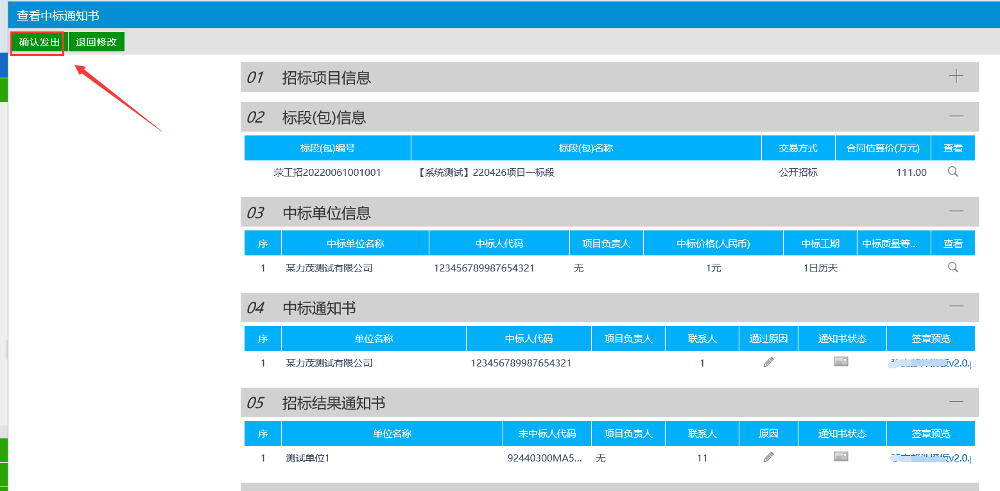 查看中标通知书
确认发出 退回修改
01 招标项目信息
02 标段(包)信息
标段(包)编号 标段(包)名称 交易方式 合同估算价(万元) 查看
荥工招20220061001001 【系统测试】220426项目一标段 公开招标 111.00
03 中标单位信息
序 中标单位名称 中标人代码 项目负责人 中标价格(人民币) 中标工期 中标质量等... 查看
1 某力茂测试有限公司 123456789987654321 无 1元 1日历天
04 中标通知书
序 单位名称 中标人代码 项目负责人 联系人 通过原因 通知书状态 签章预览
1 某力茂测试有限公司 123456789987654321 1 v2.0.
05 招标结果通知书
序 单位名称 未中标人代码 项目负责人 联系人 原因 通知书状态 签章预览
1 测试单位1 92440300MA5... 无 11 v2.0.